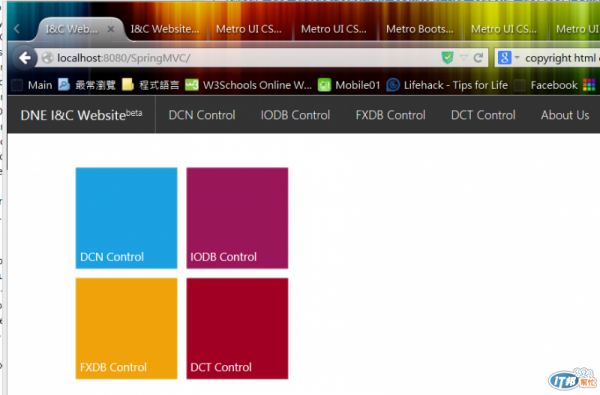 I&C Web... I&C Website... Metro UI CS... Metro UI CS... Metro Boots... Metro UI CS... Metro UI
localhost:8080/SpringMVC/ copyright html
Main 最常瀏覽 程式語言 W3Schools Online W... Mobile01 Lifehack - Tips for Life Facebook
DNE I&C Website beta DCN Control IODB Control FXDB Control DCT Control About Us
DCN Control IODB Control
FXDB Control DCT Control
iT邦幫忙